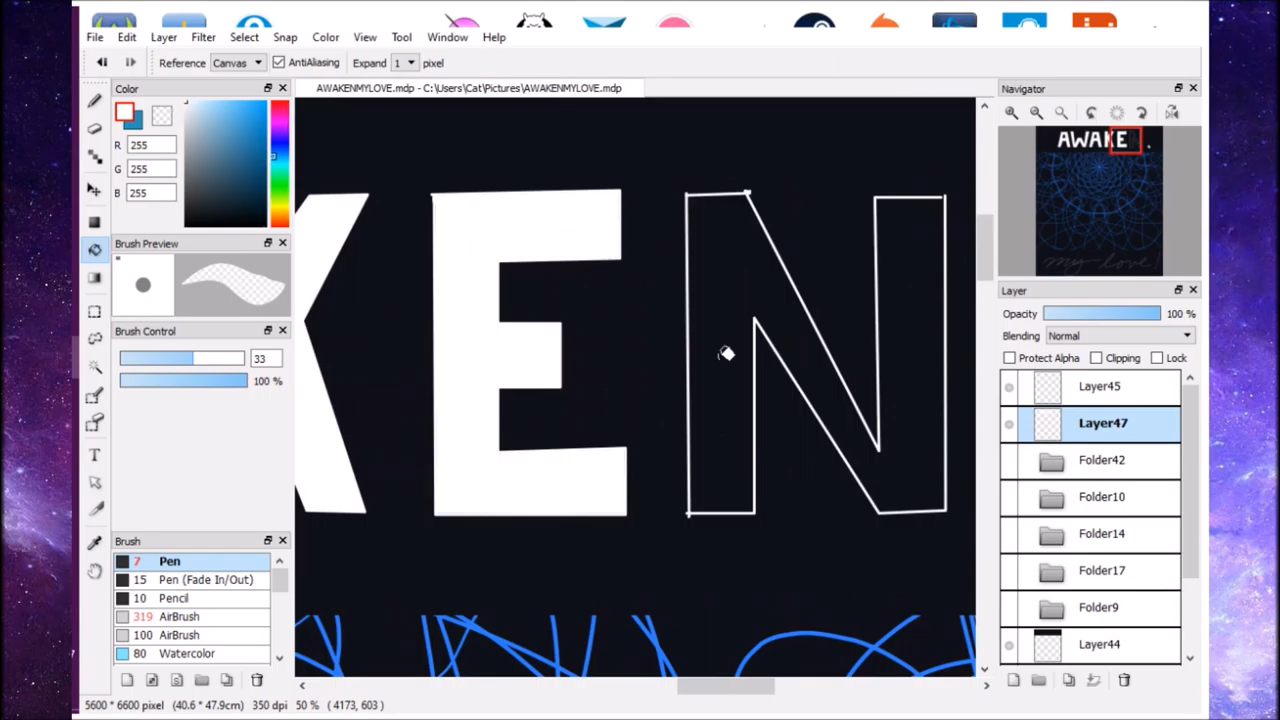 File Edit Layer Filter Select Snap Color View Tool Window Help
Reference Canvas AntiAliasing Expand 1 pixel
Color
AWAKENMYLOVE.mdp - C:\Users\Cat\Pictures\AWAKENMYLOVE.mdp
Navigator
R 255
G 255
B 255
AWAKE .
my love!
Brush Preview
Brush Control
33
100 %
KEN
Layer
Opacity 100 %
Blending Normal
Protect Alpha Clipping Lock
Layer45
Layer47
Folder42
Folder10
Folder14
Folder17
Folder9
Layer44
Brush
7 Pen
15 Pen (Fade In/Out)
10 Pencil
319 AirBrush
100 AirBrush
80 Watercolor
T
5600 * 6600 pixel (40.6 * 47.9cm) 350 dpi 50 % ( 4173, 603 )